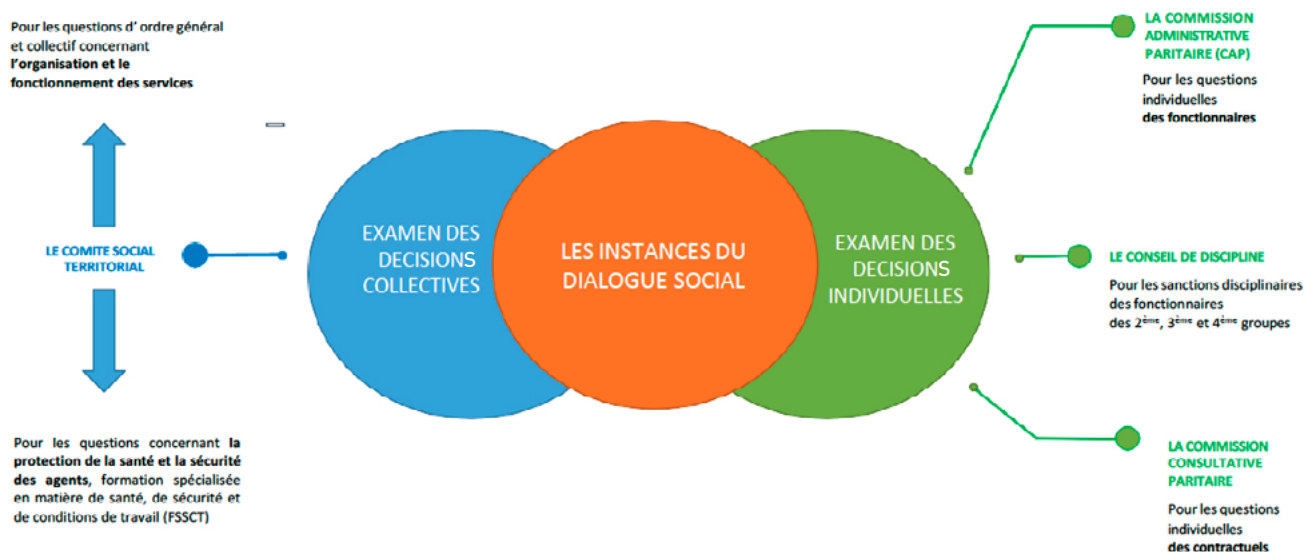 Pour les questions d' ordre général
et collectif concernant
l'organisation et le
fonctionnement des services
LE COMITE SOCIAL
TERRITORIAL
Pour les questions concernant la
protection de la santé et la sécurité
des agents, formation spécialisée
en matière de santé, de sécurité et
de conditions de travail (FSSCT)
EXAMEN DES
DECISIONS
COLLECTIVES
LES INSTANCES DU
DIALOGUE SOCIAL
EXAMEN DES
DECISIONS
INDIVIDUELLES
LA COMMISSION
ADMINISTRATIVE
PARITAIRE (CAP)
Pour les questions
individuelles
des fonctionnaires
LE CONSEIL DE DISCIPLINE
Pour les sanctions disciplinaires
des fonctionnaires
des 2ème, 3ème et 4ème groupes
LA COMMISSION
CONSULTATIVE
PARITAIRE
Pour les questions
individuelles
des contractuels